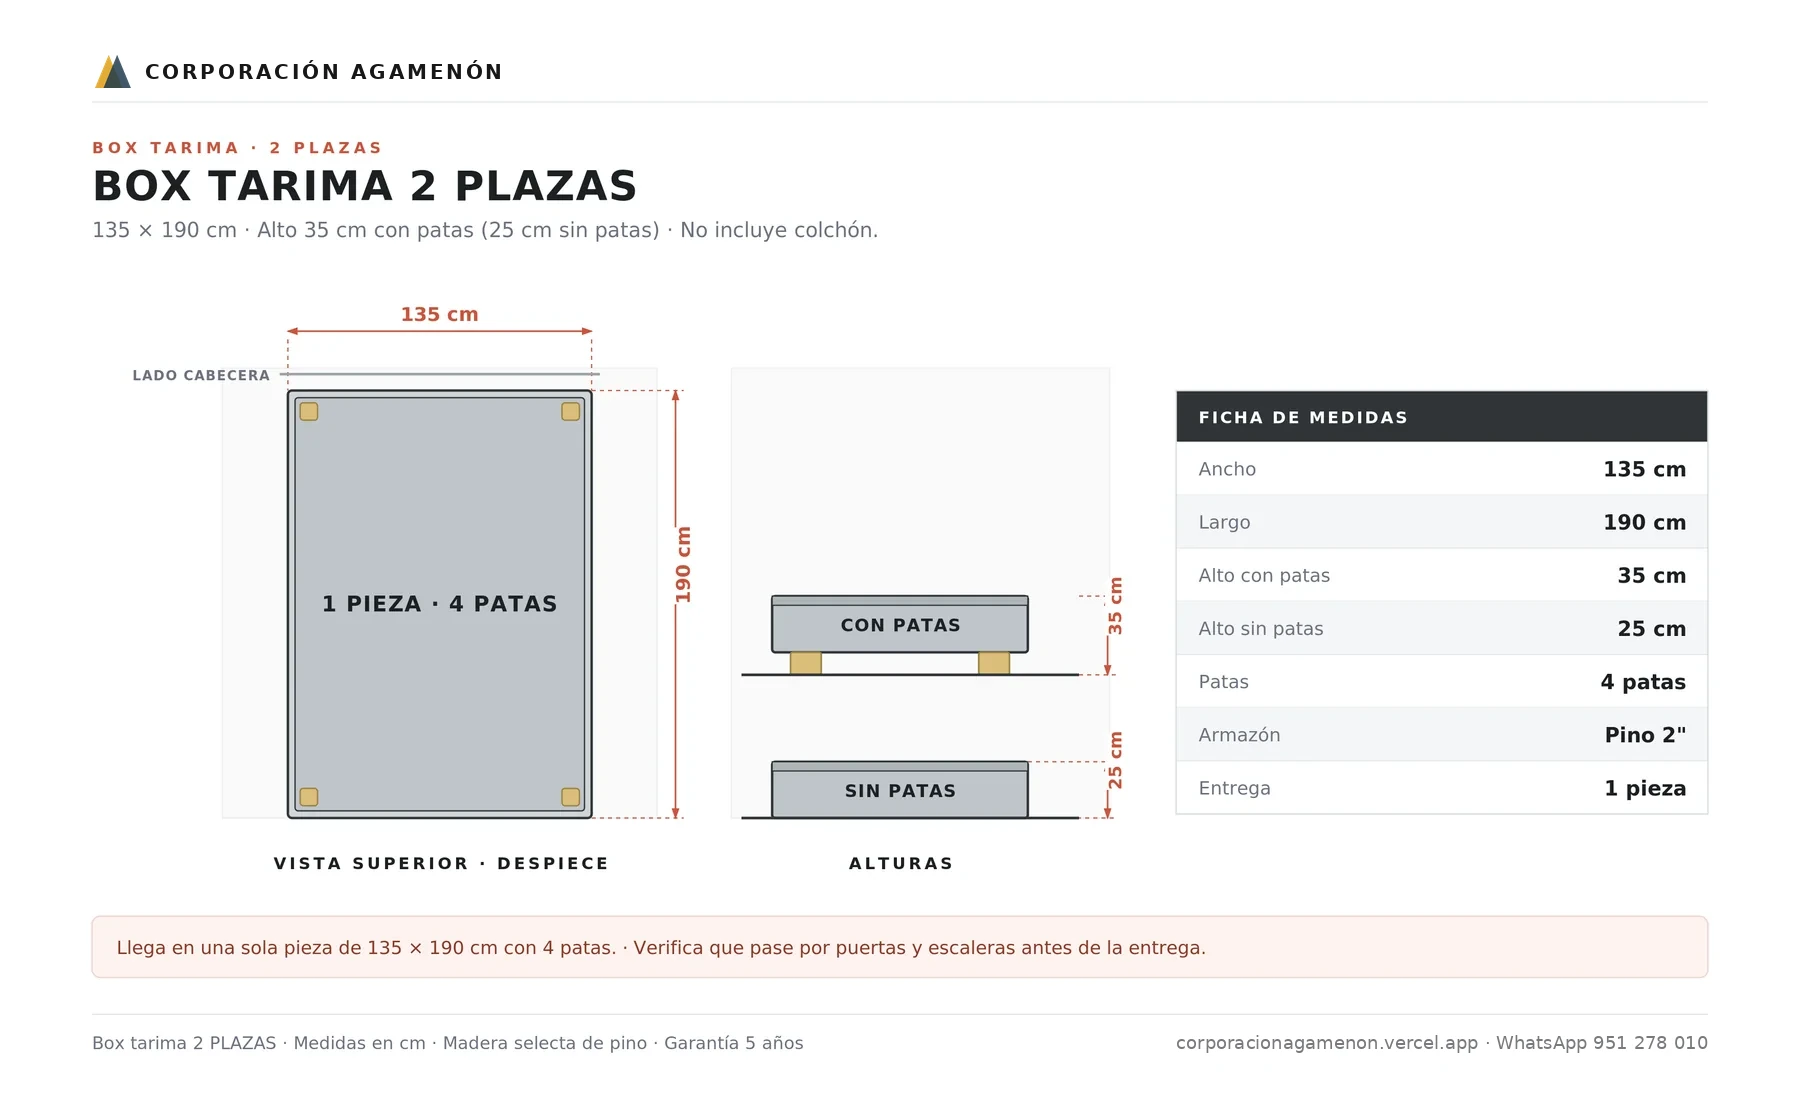 CORPORACIÓN AGAMENÓN
BOX TARIMA · 2 PLAZAS
BOX TARIMA 2 PLAZAS
135 × 190 cm · Alto 35 cm con patas (25 cm sin patas) · No incluye colchón.
135 cm
LADO CABECERA
1 PIEZA · 4 PATAS
190 cm
VISTA SUPERIOR · DESPIECE
CON PATAS
35 cm
SIN PATAS
25 cm
ALTURAS
FICHA DE MEDIDAS
Ancho 135 cm
Largo 190 cm
Alto con patas 35 cm
Alto sin patas 25 cm
Patas 4 patas
Armazón Pino 2"
Entrega 1 pieza
Llega en una sola pieza de 135 × 190 cm con 4 patas. · Verifica que pase por puertas y escaleras antes de la entrega.
Box tarima 2 PLAZAS · Medidas en cm · Madera selecta de pino · Garantía 5 años
corporacionagamenon.vercel.app · WhatsApp 951 278 010